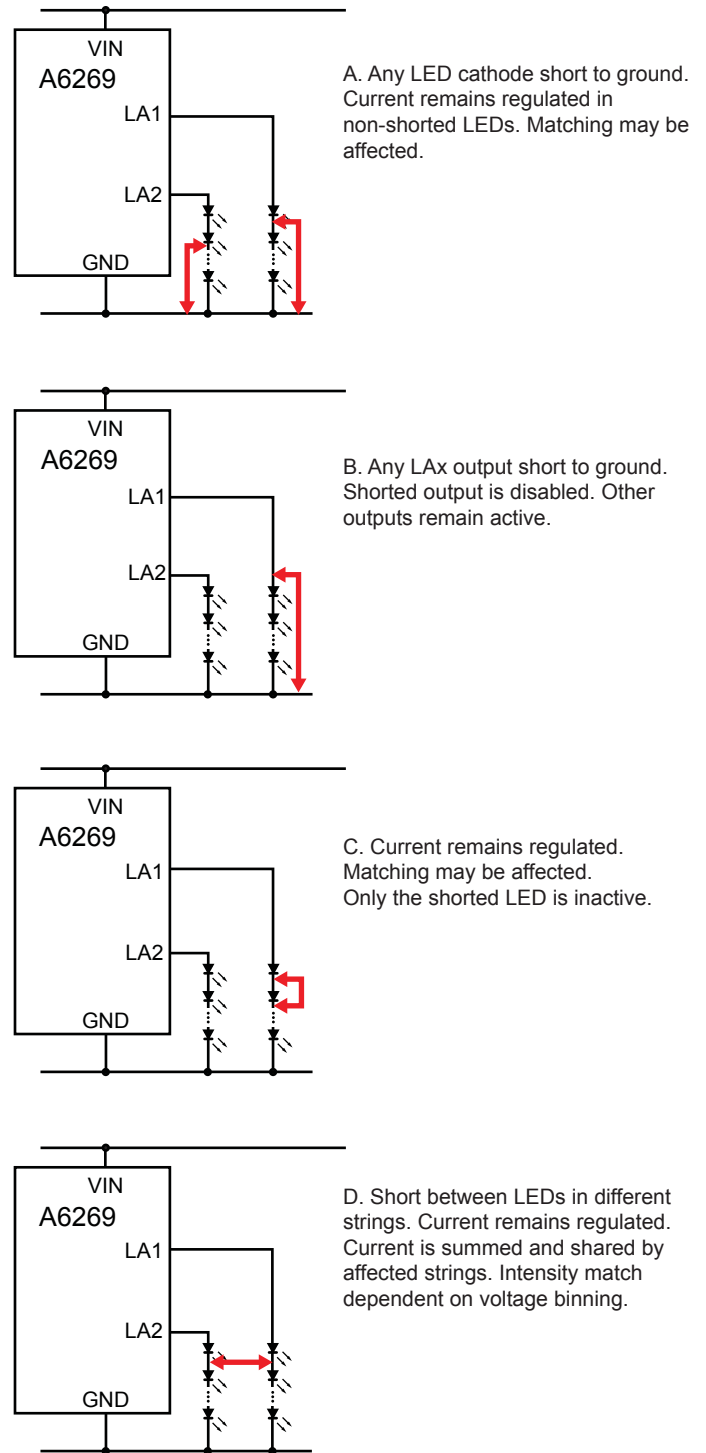 VIN
A6269
LA1
LA2
GND
A. Any LED cathode short to ground.
Current remains regulated in
non-shorted LEDs. Matching may be
affected.
VIN
A6269
LA1
LA2
GND
B. Any LAx output short to ground.
Shorted output is disabled. Other
outputs remain active.
VIN
A6269
LA1
LA2
GND
C. Current remains regulated.
Matching may be affected.
Only the shorted LED is inactive.
VIN
A6269
LA1
LA2
GND
D. Short between LEDs in different
strings. Current remains regulated.
Current is summed and shared by
affected strings. Intensity match
dependent on voltage binning.